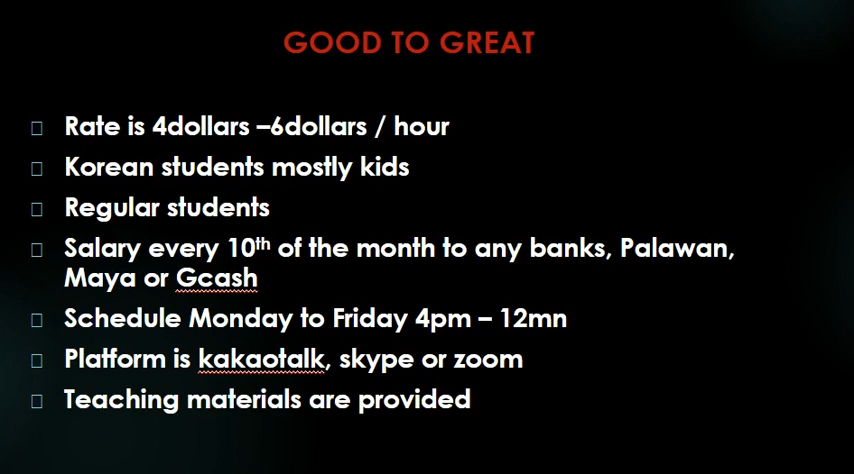 GOOD TO GREAT
Rate is 4dollars –6dollars / hour
Korean students mostly kids
Regular students
Salary every 10th of the month to any banks, Palawan,
Maya or Gcash
Schedule Monday to Friday 4pm – 12mn
Platform is kakaotalk, skype or zoom
Teaching materials are provided